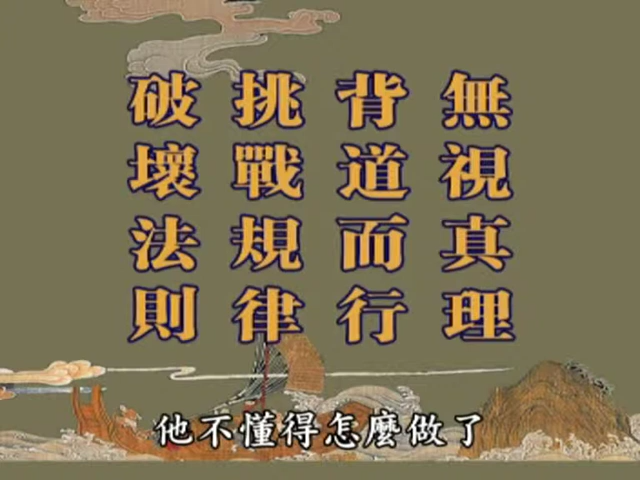 無視真理
背道而行
挑戰規律
破壞法則
他不懂得怎麼做了